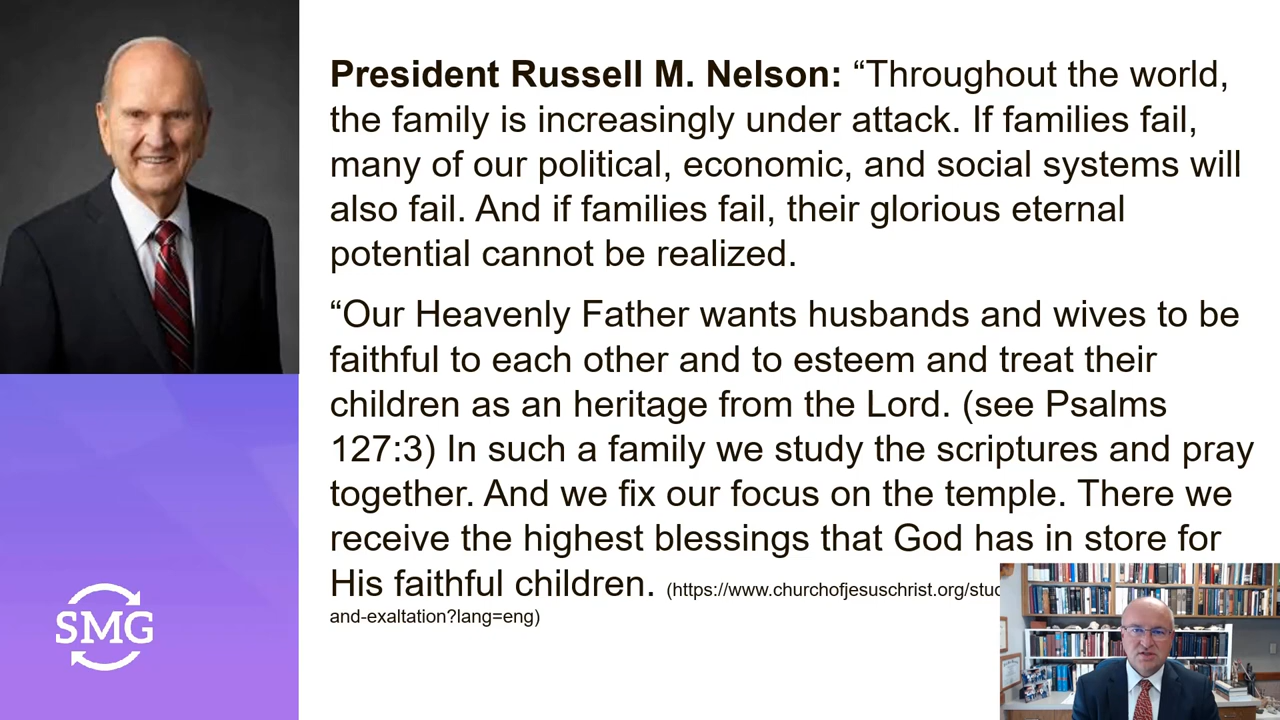 President Russell M. Nelson: “Throughout the world,
the family is increasingly under attack. If families fail,
many of our political, economic, and social systems will
also fail. And if families fail, their glorious eternal
potential cannot be realized.
“Our Heavenly Father wants husbands and wives to be
faithful to each other and to esteem and treat their
children as an heritage from the Lord. (see Psalms
127:3) In such a family we study the scriptures and pray
together. And we fix our focus on the temple. There we
receive the highest blessings that God has in store for
His faithful children. (https://www.churchofjesuschrist.org/stu
and-exaltation?lang=eng)
SMG